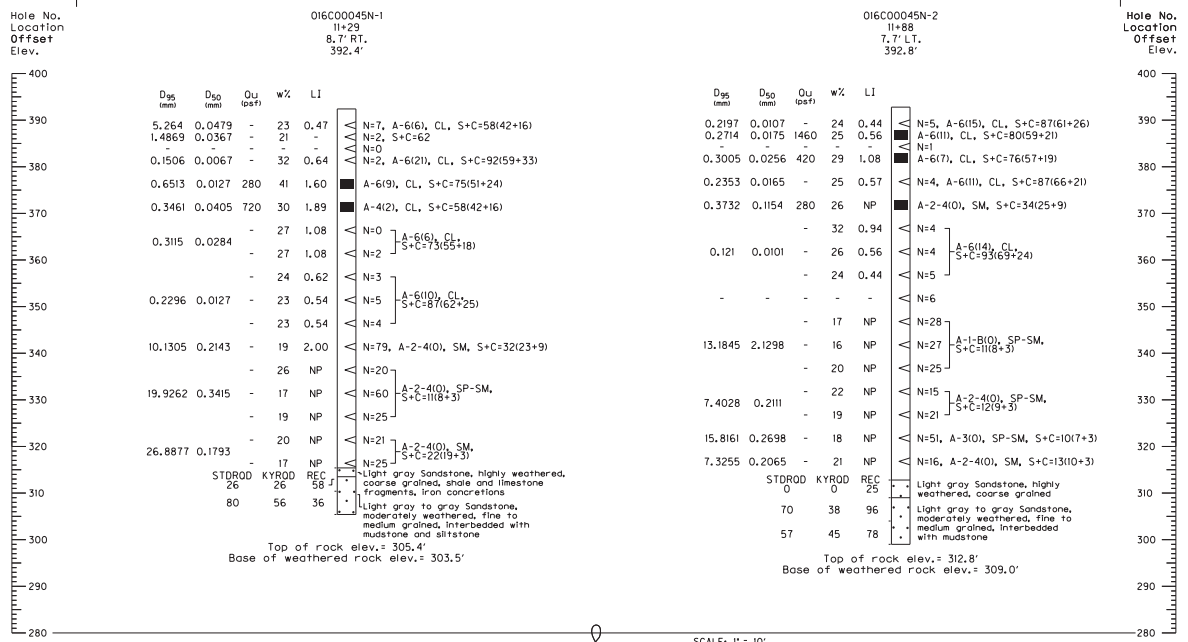 Hole No.
Location
Offset
Elev.
016C00045N-1
11+29
8.7' RT.
392.4'
016C00045N-2
11+88
7.7' LT.
392.8'
Hole No.
Location
Offset
Elev.
400
390
380
370
360
350
340
330
320
310
300
290
280
D95 (mm) D50 (mm) Qu (psf) w% LI
5.264 0.0479 - 23 0.47 N=7, A-6(6), CL, S+C=58(42+16)
1.4869 0.0367 - 21 - N=2, S+C=62
- - - - - N=0
0.1506 0.0067 - 32 0.64 N=2, A-6(21), CL, S+C=92(59+33)
0.6513 0.0127 280 41 1.60 A-6(9), CL, S+C=75(51+24)
0.3461 0.0405 720 30 1.89 A-4(2), CL, S+C=58(42+16)
- 27 1.08 N=0
0.3115 0.0284 A-6(6), CL,
S+C=73(55+18)
- 27 1.08 N=2
- 24 0.62 N=3
0.2296 0.0127 - 23 0.54 N=5 A-6(10), CL,
S+C=87(62+25)
- 23 0.54 N=4
10.1305 0.2143 - 19 2.00 N=79, A-2-4(0), SM, S+C=32(23+9)
- 26 NP N=20
19.9262 0.3415 - 17 NP N=60 A-2-4(0), SP-SM,
S+C=11(8+3)
- 19 NP N=25
- 20 NP N=21
26.8877 0.1793 A-2-4(0), SM,
S+C=22(19+3)
- 17 NP N=25
STDRQD KYRQD REC
26 26 58
80 56 36
Light gray Sandstone, highly weathered,
coarse grained, shale and limestone
fragments, iron concretions
Light gray to gray Sandstone,
moderately weathered, fine to
medium grained, interbedded with
mudstone and siltstone
Top of rock elev.= 305.4'
Base of weathered rock elev.= 303.5'
D95 (mm) D50 (mm) Qu (psf) w% LI
0.2197 0.0107 - 24 0.44 N=5, A-6(15), CL, S+C=87(61+26)
0.2714 0.0175 1460 25 0.56 A-6(11), CL, S+C=80(59+21)
N=1
0.3005 0.0256 420 29 1.08 A-6(7), CL, S+C=76(57+19)
0.2353 0.0165 - 25 0.57 N=4, A-6(11), CL, S+C=87(66+21)
0.3732 0.1154 280 26 NP A-2-4(0), SM, S+C=34(25+9)
- 32 0.94 N=4
0.121 0.0101 - 26 0.56 N=4 A-6(14), CL,
S+C=93(69+24)
- 24 0.44 N=5
- - - - - N=6
- 17 NP N=28
13.1845 2.1298 - 16 NP N=27 A-1-B(0), SP-SM,
S+C=11(8+3)
- 20 NP N=25
- 22 NP N=15
7.4028 0.2111 A-2-4(0), SP-SM,
S+C=12(9+3)
- 19 NP N=21
15.8161 0.2698 - 18 NP N=51, A-3(0), SP-SM, S+C=10(7+3)
7.3255 0.2065 - 21 NP N=16, A-2-4(0), SM, S+C=13(10+3)
STDRQD KYRQD REC
0 0 25
70 38 96
57 45 78
Light gray Sandstone, highly
weathered, coarse grained
Light gray to gray Sandstone,
moderately weathered, fine to
medium grained, interbedded
with mudstone
Top of rock elev.= 312.8'
Base of weathered rock elev.= 309.0'
400
390
380
370
360
350
340
330
320
310
300
290
280
SCALE: 1" = 10'